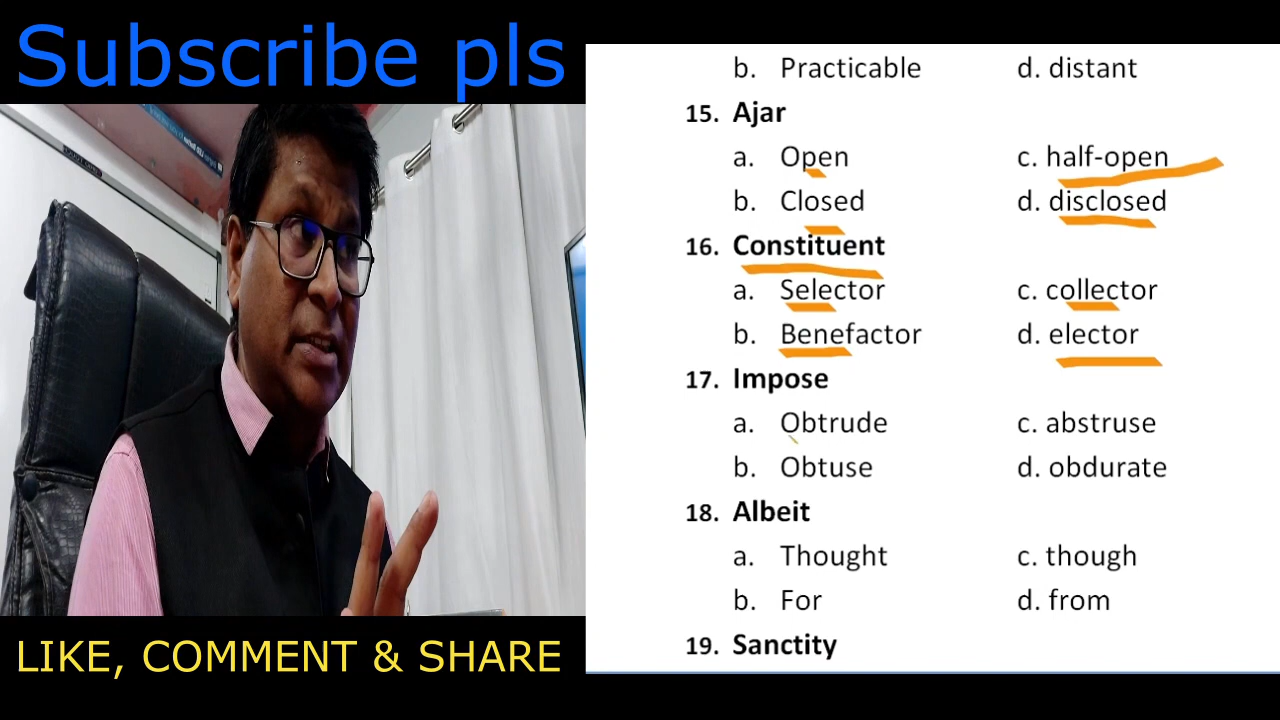 Subscribe pls
LIKE, COMMENT & SHARE
b. Practicable d. distant
15. Ajar
a. Open c. half-open
b. Closed d. disclosed
16. Constituent
a. Selector c. collector
b. Benefactor d. elector
17. Impose
a. Obtrude c. abstruse
b. Obtuse d. obdurate
18. Albeit
a. Thought c. though
b. For d. from
19. Sanctity